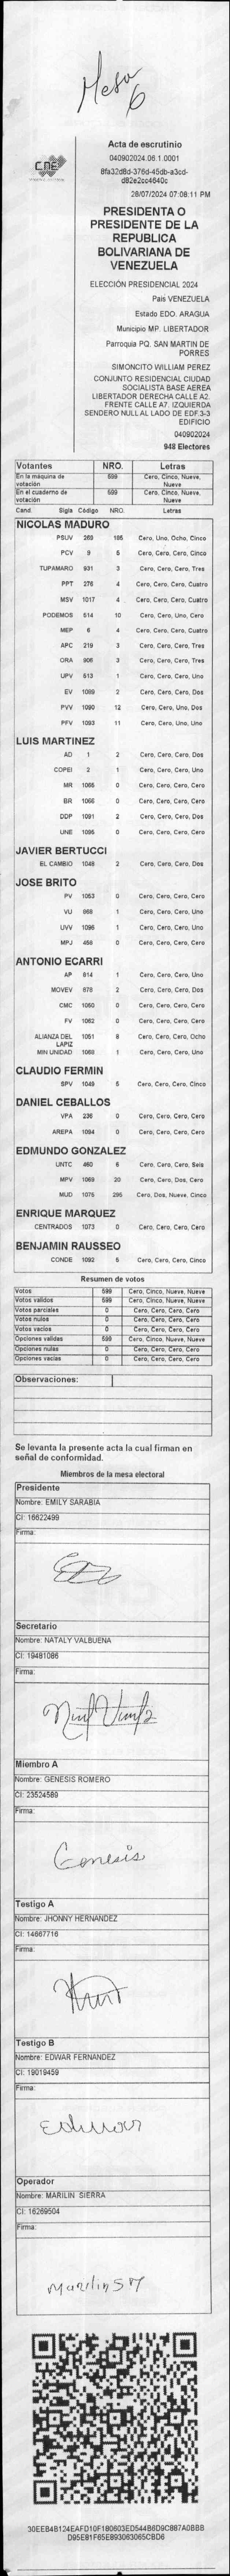 Mesa
6
CNE
Acta de escrutinio
040902024.06.1.0001
8fa32d8d-376d-45db-a3cd-
d82e2cc4640c
28/07/2024 07:08:11 PM
PRESIDENTA O
PRESIDENTE DE LA
REPUBLICA
BOLIVARIANA DE
VENEZUELA
ELECCIÓN PRESIDENCIAL 2024
Pais VENEZUELA
Estado EDO. ARAGUA
Municipio MP. LIBERTADOR
Parroquia PQ. SAN MARTIN DE
PORRES
SIMONCITO WILLIAM PEREZ
CONJUNTO RESIDENCIAL CIUDAD
SOCIALISTA BASE AEREA
LIBERTADOR DERECHA CALLE A2.
FRENTE CALLE A7. IZQUIERDA
SENDERO NULL AL LADO DE EDF.3-3
EDIFICIO
040902024
948 Electores
Votantes NRO. Letras
En la máquina de votación 599 Cero, Cinco, Nueve, Nueve
En el cuaderno de votación 599 Cero, Cinco, Nueve, Nueve
Cand. Sigla Código NRO. Letras
NICOLAS MADURO
PSUV 260 185 Cero, Uno, Ocho, Cinco
PCV 9 5 Cero, Cero, Cero, Cinco
TUPAMARO 931 3 Cero, Cero, Cero, Tres
PPT 276 4 Cero, Cero, Cero, Cuatro
MSV 1017 4 Cero, Cero, Cero, Cuatro
PODEMOS 514 10 Cero, Cero, Uno, Cero
MEP 6 4 Cero, Cero, Cero, Cuatro
APC 219 3 Cero, Cero, Cero, Tres
ORA 906 3 Cero, Cero, Cero, Tres
UPV 513 1 Cero, Cero, Cero, Uno
EV 1099 2 Cero, Cero, Cero, Dos
PVV 1090 12 Cero, Cero, Uno, Dos
PFV 1093 11 Cero, Cero, Uno, Uno
LUIS MARTINEZ
AD 1 2 Cero, Cero, Cero, Dos
COPEI 2 1 Cero, Cero, Cero, Uno
MR 1065 0 Cero, Cero, Cero, Cero
BR 1066 0 Cero, Cero, Cero, Cero
DDP 1091 2 Cero, Cero, Cero, Dos
UNE 1095 0 Cero, Cero, Cero, Cero
JAVIER BERTUCCI
EL CAMBIO 1048 2 Cero, Cero, Cero, Dos
JOSE BRITO
PV 1053 0 Cero, Cero, Cero, Cero
VU 868 1 Cero, Cero, Cero, Uno
UVV 1096 1 Cero, Cero, Cero, Uno
MPJ 455 0 Cero, Cero, Cero, Cero
ANTONIO ECARRI
AP 814 1 Cero, Cero, Cero, Uno
MOVEV 878 2 Cero, Cero, Cero, Dos
CMC 1050 0 Cero, Cero, Cero, Cero
FV 1062 0 Cero, Cero, Cero, Cero
ALIANZA DEL LAPIZ 1051 8 Cero, Cero, Cero, Ocho
MIN UNIDAD 1060 1 Cero, Cero, Cero, Uno
CLAUDIO FERMIN
SPV 1049 5 Cero, Cero, Cero, Cinco
DANIEL CEBALLOS
VPA 236 0 Cero, Cero, Cero, Cero
AREPA 1094 0 Cero, Cero, Cero, Cero
EDMUNDO GONZALEZ
UNTC 460 6 Cero, Cero, Cero, Seis
MPV 1069 20 Cero, Cero, Dos, Cero
MUD 1076 295 Cero, Dos, Nueve, Cinco
ENRIQUE MARQUEZ
CENTRADOS 1073 0 Cero, Cero, Cero, Cero
BENJAMIN RAUSSEO
CONDE 1092 5 Cero, Cero, Cero, Cinco
Resumen de votos
Votos 599 Cero, Cinco, Nueve, Nueve
Votos validos 599 Cero, Cinco, Nueve, Nueve
Votos parciales 0 Cero, Cero, Cero, Cero
Votos nulos 0 Cero, Cero, Cero, Cero
Votos vacios 0 Cero, Cero, Cero, Cero
Opciones validas 599 Cero, Cinco, Nueve, Nueve
Opciones nulas 0 Cero, Cero, Cero, Cero
Opciones vacias 0 Cero, Cero, Cero, Cero
Observaciones:
Se levanta la presente acta la cual firman en
señal de conformidad.
Miembros de la mesa electoral
Presidente
Nombre: EMILY SARABIA
CI: 16622499
Firma:
Secretario
Nombre: NATALY VALBUENA
CI: 19481086
Firma:
Miembro A
Nombre: GENESIS ROMERO
CI: 23524589
Firma:
Genesis
Testigo A
Nombre: JHONNY HERNANDEZ
CI: 14667716
Firma:
Testigo B
Nombre: EDWAR FERNANDEZ
CI: 19019459
Firma:
Operador
Nombre: MARILIN SIERRA
CI: 16269504
Firma:
30EEB4B124EAFD10F180603ED544B6D9C887A0BBB
D95E81F65E893063065CBD6